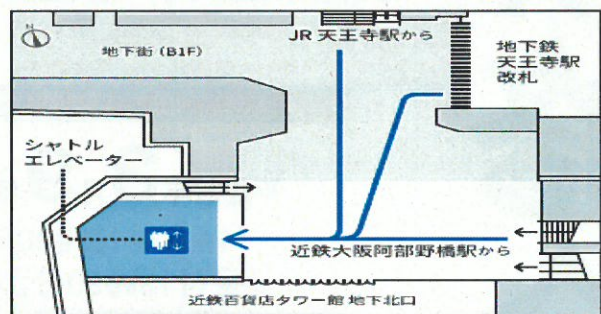 JR 天王寺駅から
地下街（B1F）
地下鉄
天王寺駅
改札
シャトル
エレベーター
近鉄大阪阿部野橋駅から
近鉄百貨店タワー館 地下北口
N